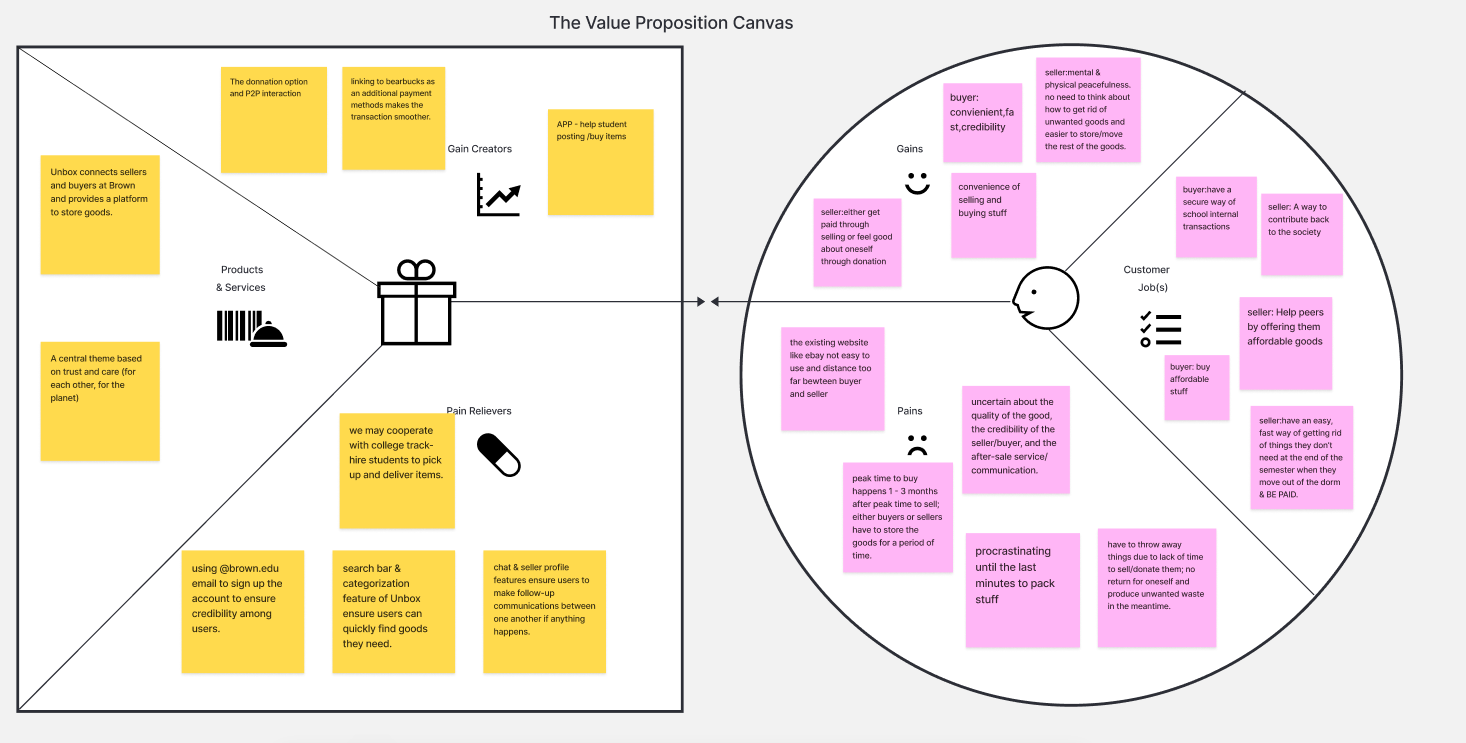 The Value Proposition Canvas
The donnation option
and P2P interaction
linking to bearbucks as
an additional payment
methods makes the
transaction smoother.
APP - help student
posting /buy items
Gain Creators
Unbox connects sellers
and buyers at Brown
and provides a platform
to store goods.
Products
& Services
A central theme based
on trust and care (for
each other, for the
planet)
Pain Relievers
we may cooperate
with college track-
hire students to pick
up and deliver items.
using @brown.edu
email to sign up the
account to ensure
credibility among
users.
search bar &
categorization
feature of Unbox
ensure users can
quickly find goods
they need.
chat & seller profile
features ensure users to
make follow-up
communications between
one another if anything
happens.
Gains
buyer:
convienient,fa
st,credibility
seller:mental &
physical peacefulness.
no need to think about
how to get rid of
unwanted goods and
easier to store/move
the rest of the goods.
convenience of
selling and
buying stuff
seller:either get
paid through
selling or feel good
about oneself
through donation
Customer
Job(s)
buyer:have a
secure way of
school internal
transactions
seller: A way to
contribute back
to the society
seller: Help peers
by offering them
affordable goods
buyer: buy
affordable
stuff
seller:have an easy,
fast way of getting rid
of things they don't
need at the end of the
semester when they
move out of the dorm
& BE PAID.
Pains
the existing website
like ebay not easy to
use and distance too
far bewteen buyer
and seller
uncertain about the
quality of the good,
the credibility of the
seller/buyer, and the
after-sale service/
communication.
peak time to buy
happens 1 - 3 months
after peak time to sell;
either buyers or sellers
have to store the
goods for a period of
time.
procrastinating
until the last
minutes to pack
stuff
have to throw away
things due to lack of time
to sell/donate them; no
return for oneself and
produce unwanted waste
in the meantime.